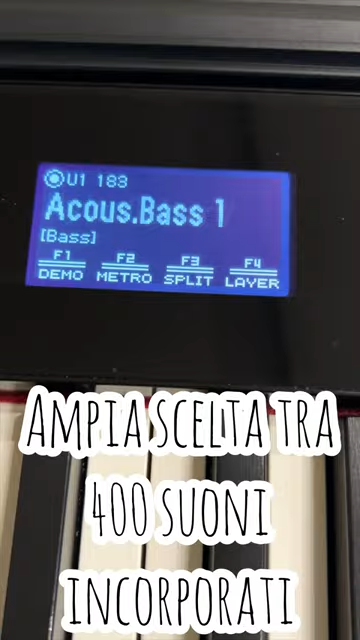 U1 183
Acous.Bass 1
[Bass]
F1 F2 F3 F4
DEMO METRO SPLIT LAYER
AMPIA SCELTA TRA
400 SUONI
INCORPORATI